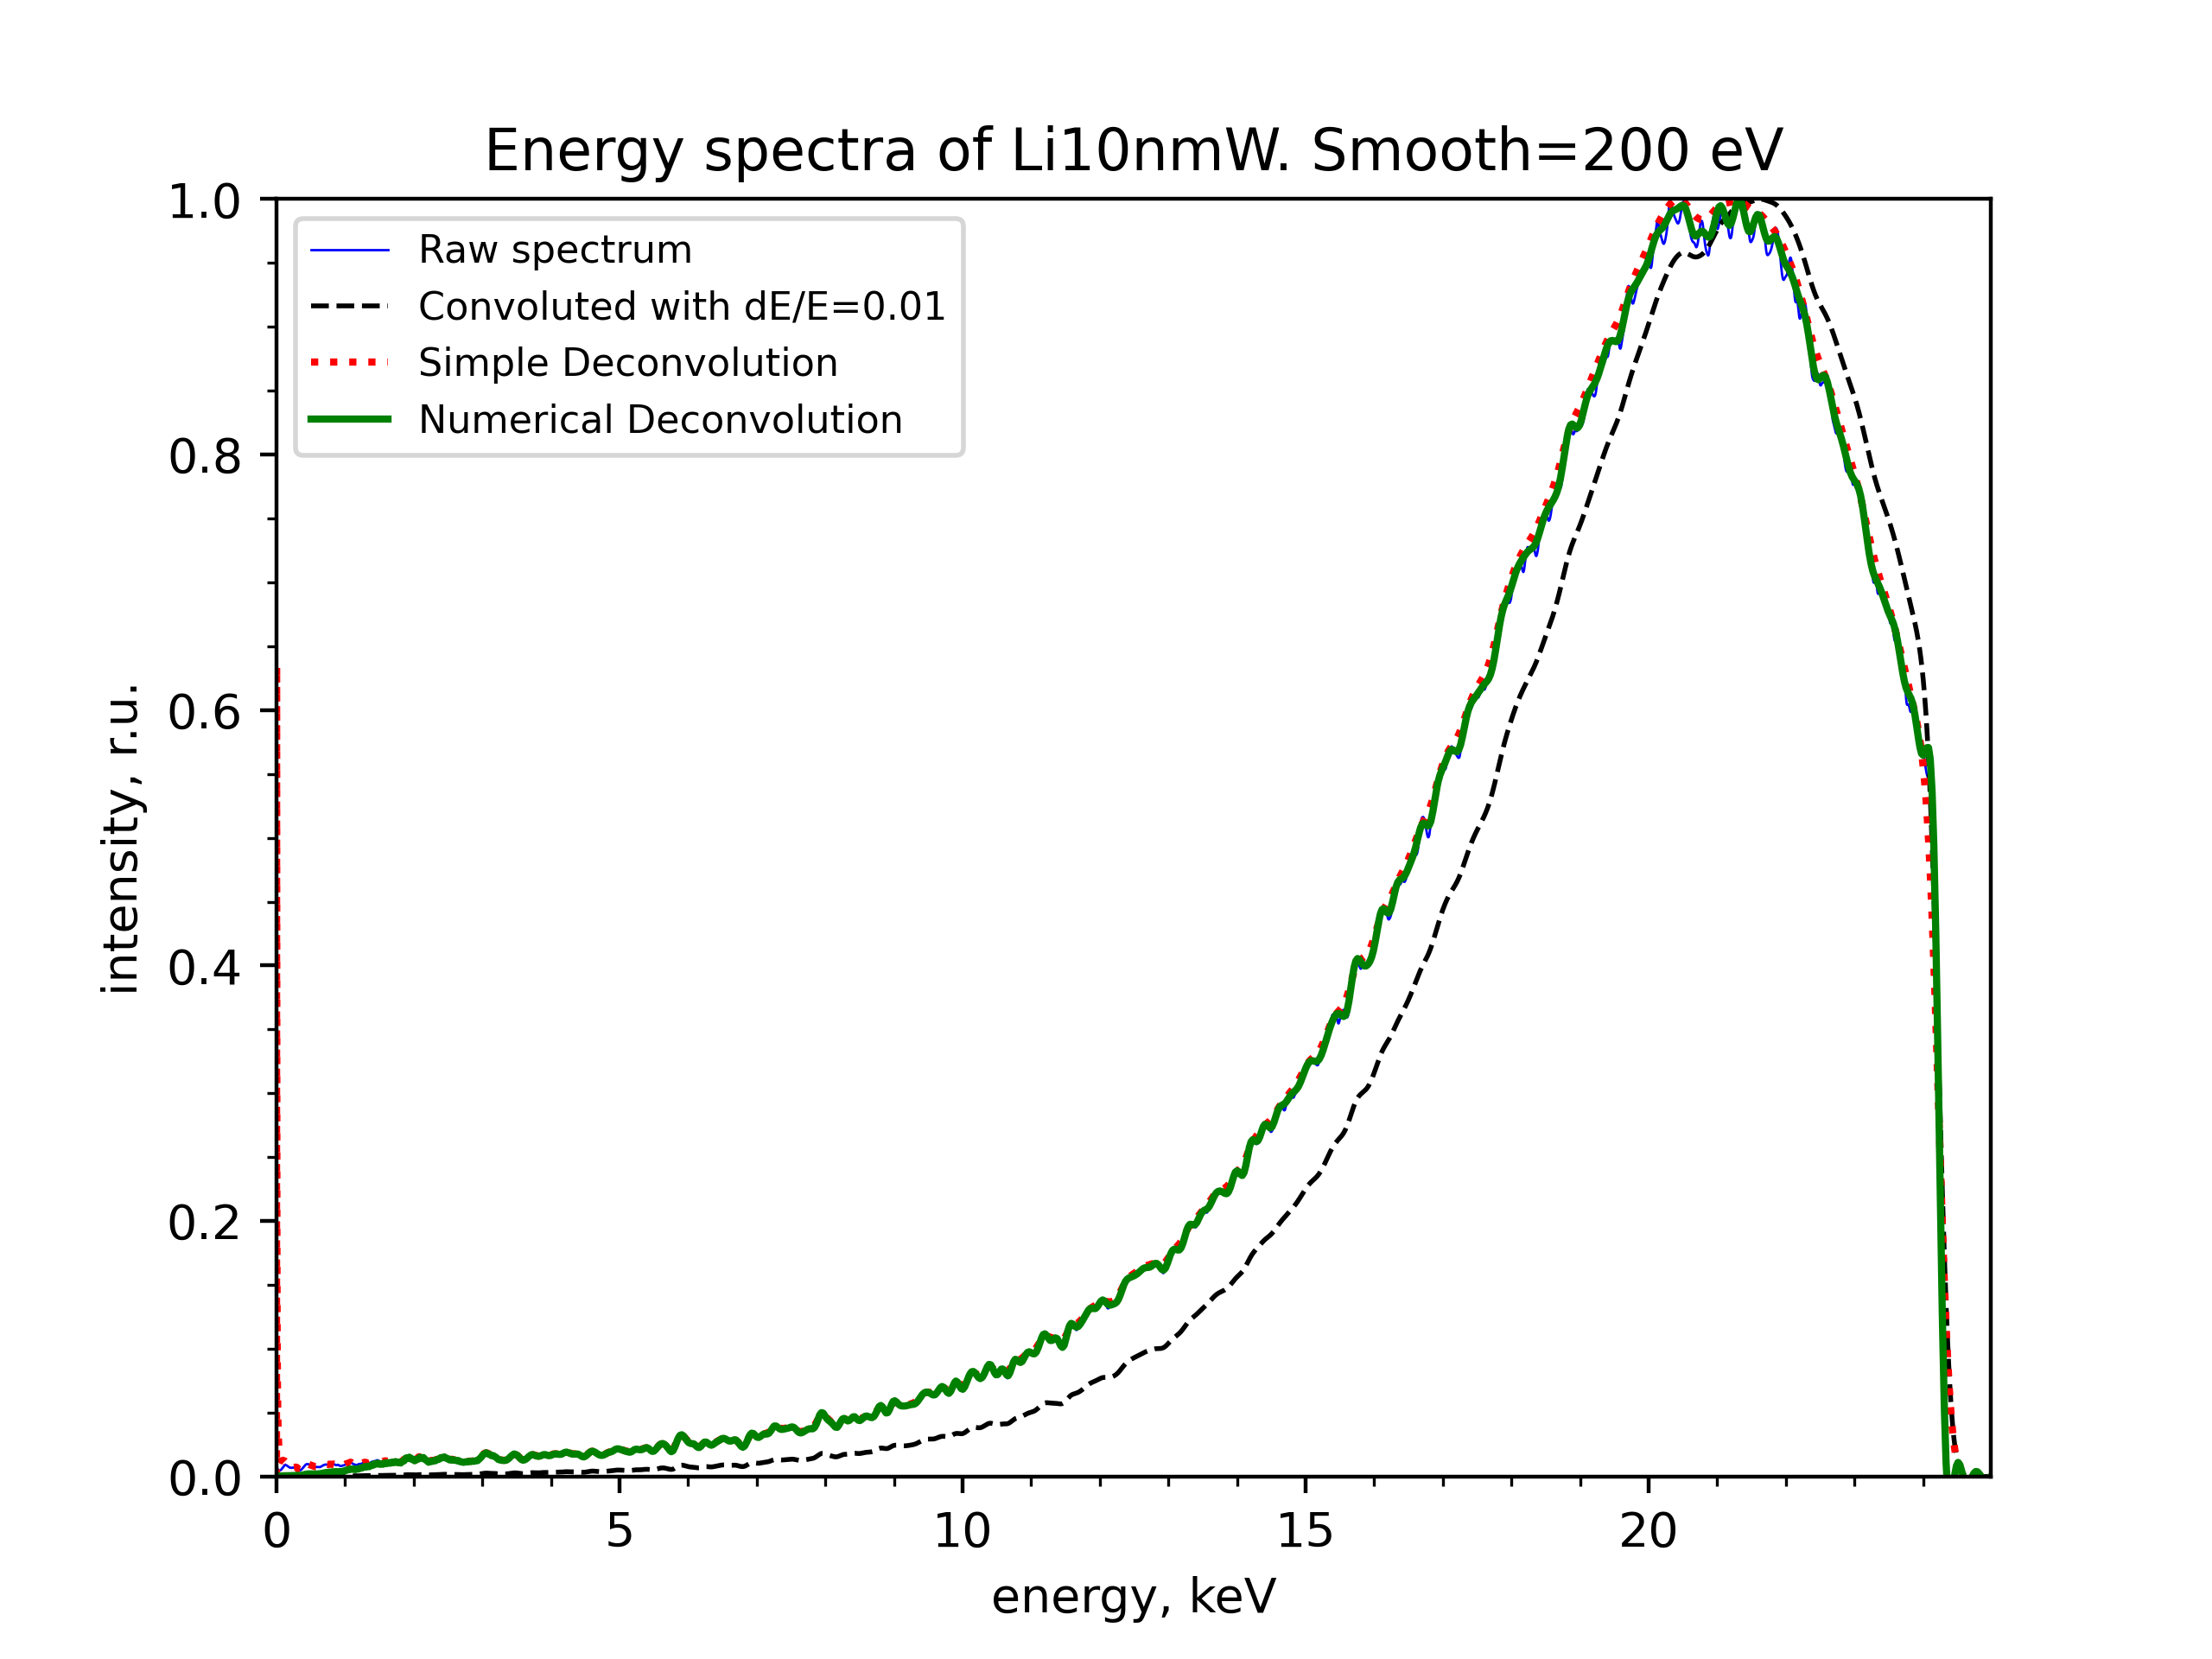 Energy spectra of Li10nmW. Smooth=200 eV
Raw spectrum
Convoluted with dE/E=0.01
Simple Deconvolution
Numerical Deconvolution
intensity, r.u.
1.0
0.8
0.6
0.4
0.2
0.0
0 5 10 15 20
energy, keV